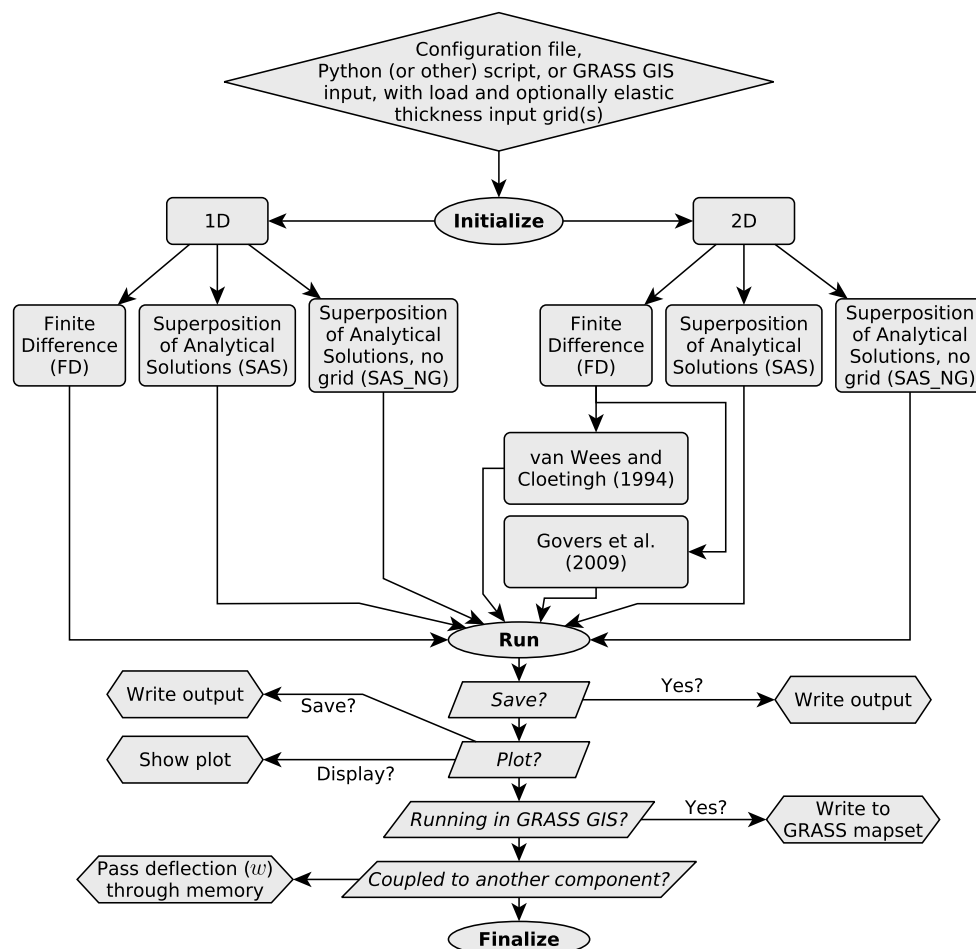 Configuration file,
Python (or other) script, or GRASS GIS
input, with load and optionally elastic
thickness input grid(s)
1D
Initialize
2D
Finite
Difference
(FD)
Superposition
of Analytical
Solutions (SAS)
Superposition
of Analytical
Solutions, no
grid (SAS_NG)
Finite
Difference
(FD)
Superposition
of Analytical
Solutions (SAS)
Superposition
of Analytical
Solutions, no
grid (SAS_NG)
van Wees and
Cloetingh (1994)
Govers et al.
(2009)
Run
Save?
Yes?
Write output
Write output
Save?
Plot?
Show plot
Display?
Running in GRASS GIS?
Yes?
Write to
GRASS mapset
Coupled to another component?
Pass deflection (w)
through memory
Finalize